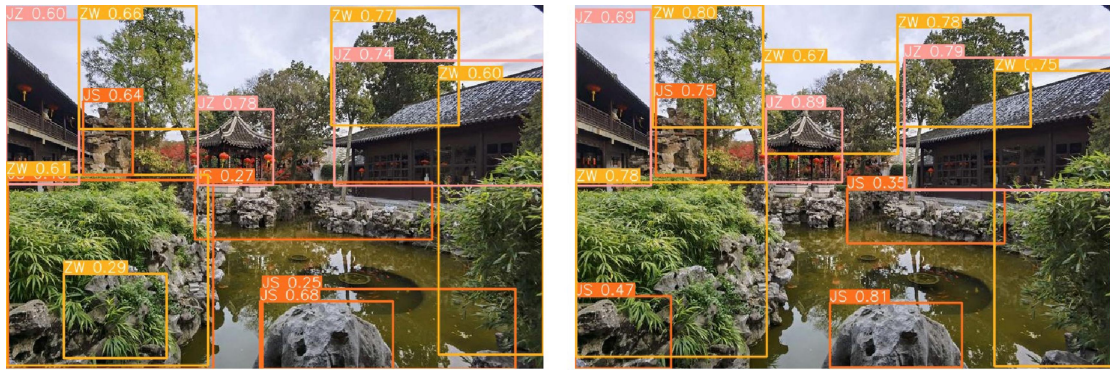 JZ 0.60
ZW 0.66
ZW 0.77
JZ 0.74
ZW 0.60
JS 0.64
JZ 0.78
ZW 0.61
0.27
ZW 0.29
JS 0.25
JS 0.68
JZ 0.69
ZW 0.80
ZW 0.78
ZW 0.67
JZ 0.79
ZW 0.75
JS 0.75
JZ 0.89
ZW 0.78
JS 0.35
JS 0.47
JS 0.81